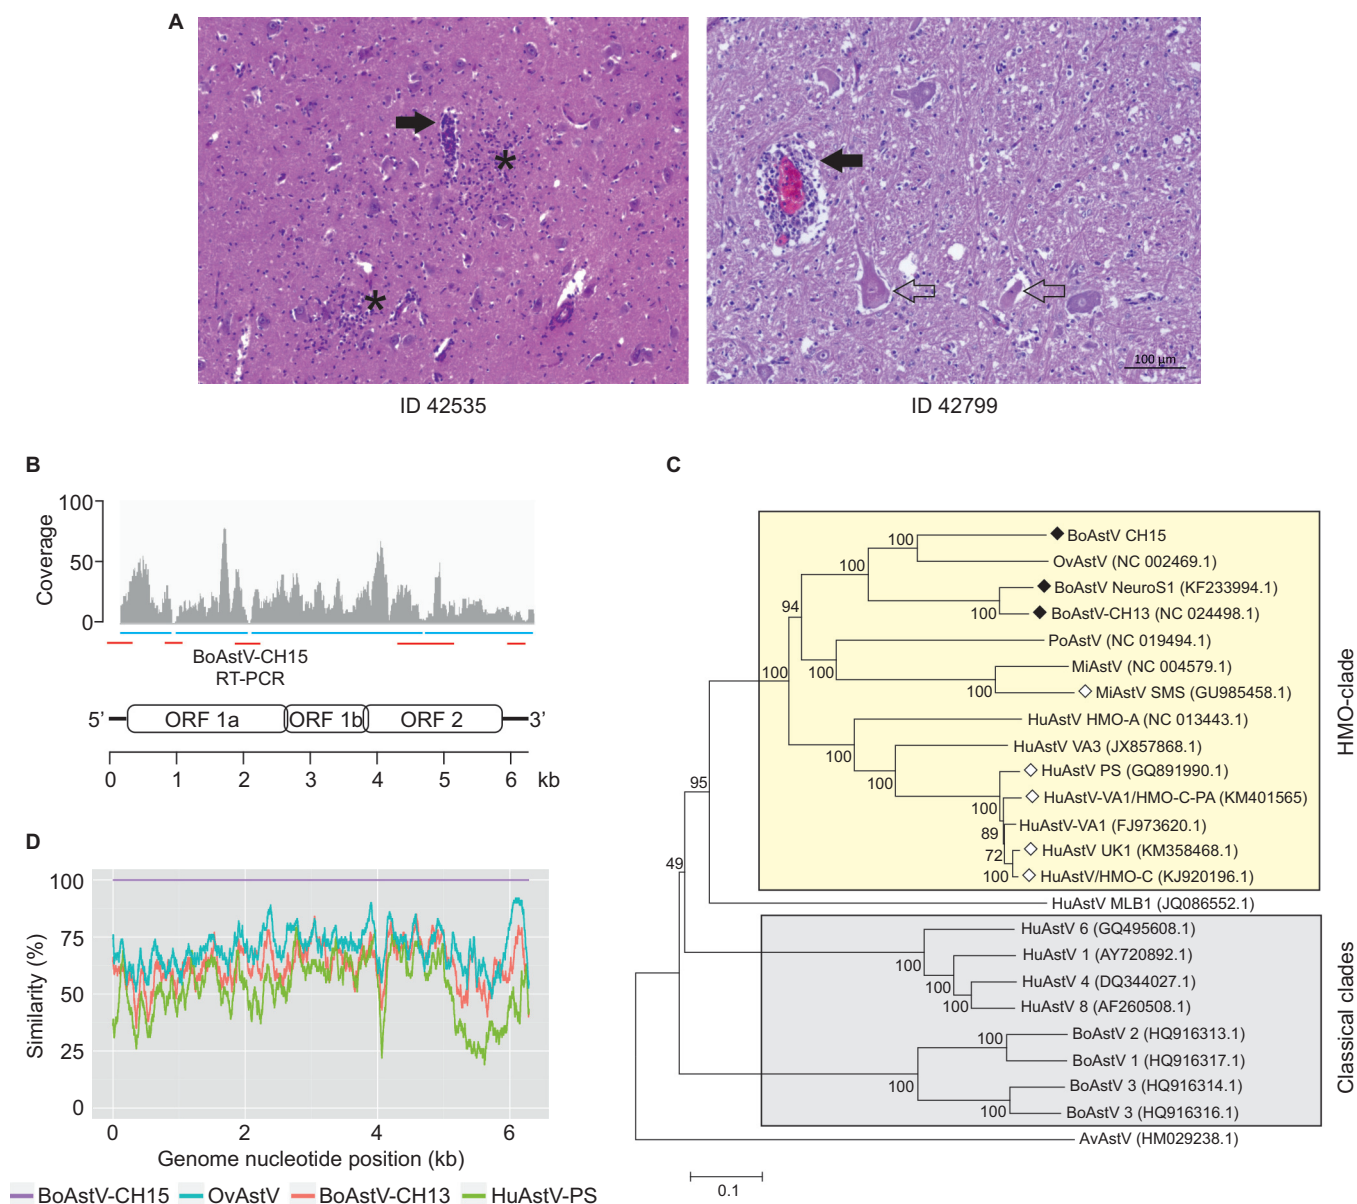 A
* *
100 µm
ID 42535
ID 42799
B
Coverage
100
50
0
BoAstV-CH15
RT-PCR
5’ ORF 1a ORF 1b ORF 2 3’
0 1 2 3 4 5 6 kb
C
HMO-clade
Classical clades
BoAstV CH15
OvAstV (NC 002469.1)
BoAstV NeuroS1 (KF233994.1)
BoAstV-CH13 (NC 024498.1)
PoAstV (NC 019494.1)
MiAstV (NC 004579.1)
MiAstV SMS (GU985458.1)
HuAstV HMO-A (NC 013443.1)
HuAstV VA3 (JX857868.1)
HuAstV PS (GQ891990.1)
HuAstV-VA1/HMO-C-PA (KM401565)
HuAstV-VA1 (FJ973620.1)
HuAstV UK1 (KM358468.1)
HuAstV/HMO-C (KJ920196.1)
HuAstV MLB1 (JQ086552.1)
HuAstV 6 (GQ495608.1)
HuAstV 1 (AY720892.1)
HuAstV 4 (DQ344027.1)
HuAstV 8 (AF260508.1)
BoAstV 2 (HQ916313.1)
BoAstV 1 (HQ916317.1)
BoAstV 3 (HQ916314.1)
BoAstV 3 (HQ916316.1)
AvAstV (HM029238.1)
100
100
100
94
100
100
100
100
100
89
72
100
95
49
100
100
100
100
100
100
0.1
D
Similarity (%)
100
75
50
25
0
0 2 4 6
Genome nucleotide position (kb)
BoAstV-CH15 OvAstV BoAstV-CH13 HuAstV-PS